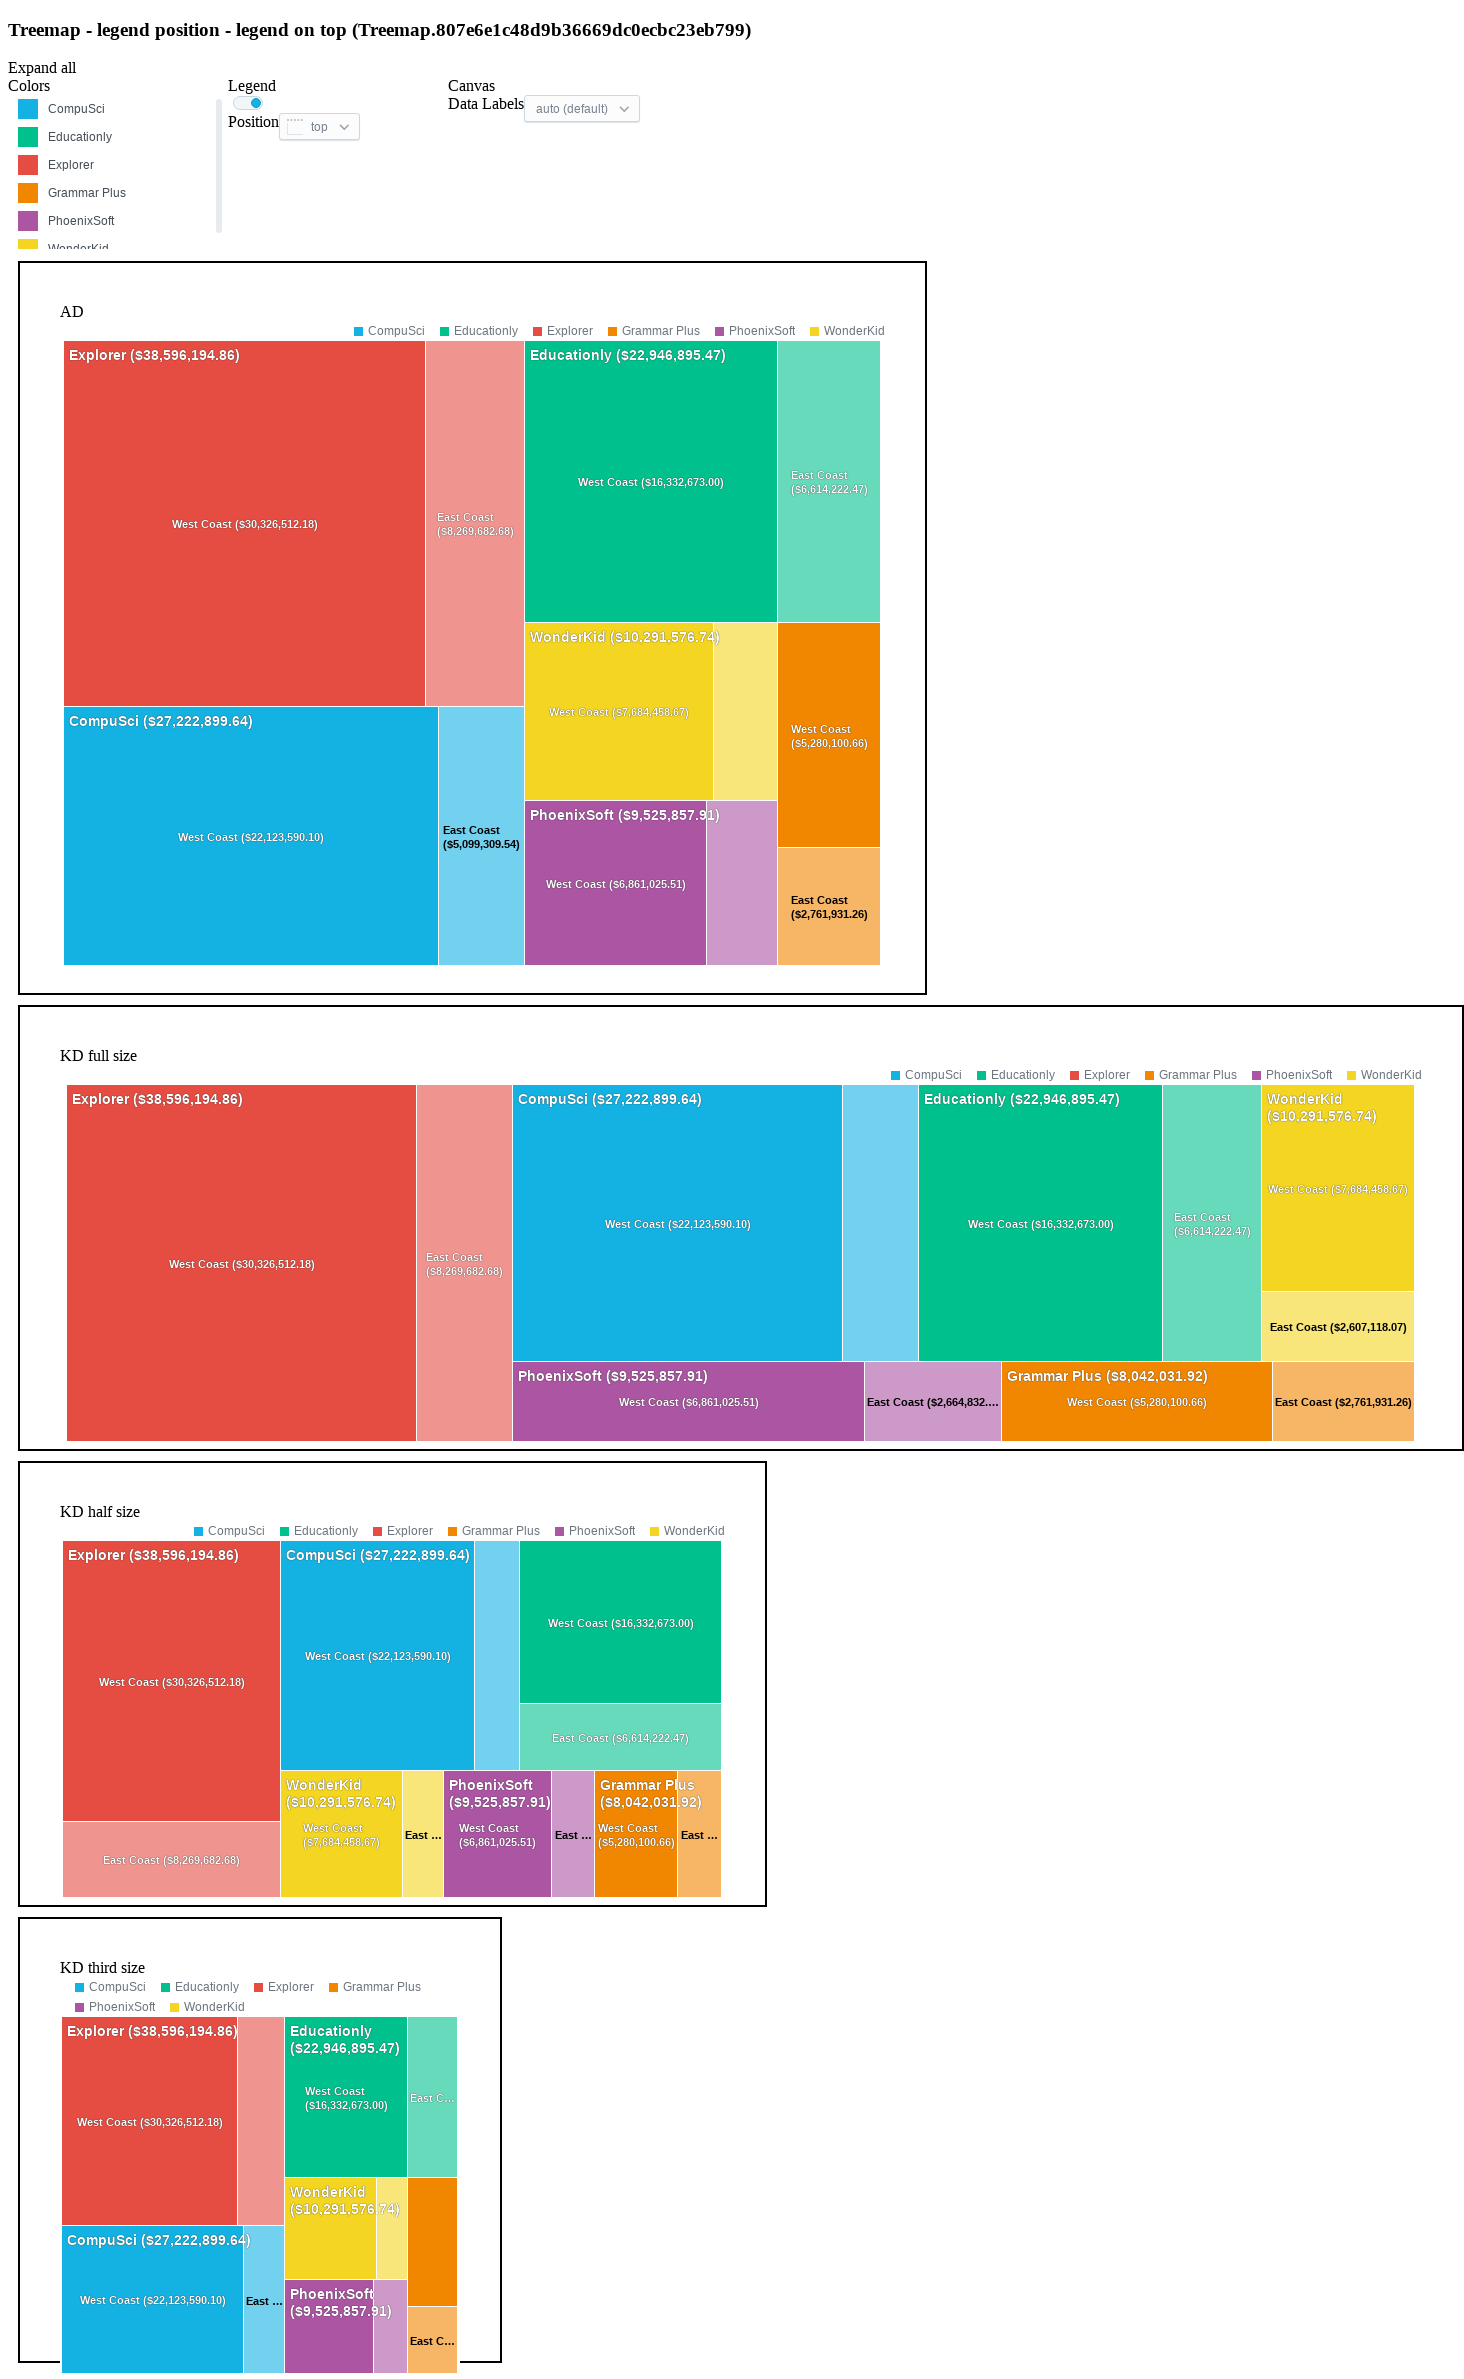 Treemap - legend position - legend on top (Treemap.807e6e1c48d9b36669dc0ecbc23eb799)
Expand all
Colors
CompuSci
Educationly
Explorer
Grammar Plus
PhoenixSoft
WonderKid
Legend
Position top
Canvas
Data Labels auto (default)
AD
CompuSci Educationly Explorer Grammar Plus PhoenixSoft WonderKid
Explorer ($38,596,194.86)
West Coast ($30,326,512.18)
East Coast
($8,269,682.68)
Educationly ($22,946,895.47)
West Coast ($16,332,673.00)
East Coast
($6,614,222.47)
WonderKid ($10,291,576.74)
West Coast ($7,684,458.67)
West Coast
($5,280,100.66)
CompuSci ($27,222,899.64)
West Coast ($22,123,590.10)
East Coast
($5,099,309.54)
PhoenixSoft ($9,525,857.91)
West Coast ($6,861,025.51)
East Coast
($2,761,931.26)
KD full size
CompuSci Educationly Explorer Grammar Plus PhoenixSoft WonderKid
Explorer ($38,596,194.86)
West Coast ($30,326,512.18)
East Coast
($8,269,682.68)
CompuSci ($27,222,899.64)
West Coast ($22,123,590.10)
Educationly ($22,946,895.47)
West Coast ($16,332,673.00)
East Coast
($6,614,222.47)
WonderKid
($10,291,576.74)
West Coast ($7,684,458.67)
East Coast ($2,607,118.07)
PhoenixSoft ($9,525,857.91)
West Coast ($6,861,025.51)
East Coast ($2,664,832.…
Grammar Plus ($8,042,031.92)
West Coast ($5,280,100.66)
East Coast ($2,761,931.26)
KD half size
CompuSci Educationly Explorer Grammar Plus PhoenixSoft WonderKid
Explorer ($38,596,194.86)
West Coast ($30,326,512.18)
East Coast ($8,269,682.68)
CompuSci ($27,222,899.64)
West Coast ($22,123,590.10)
West Coast ($16,332,673.00)
East Coast ($6,614,222.47)
WonderKid
($10,291,576.74)
West Coast
($7,684,458.67)
East …
PhoenixSoft
($9,525,857.91)
West Coast
($6,861,025.51)
East …
Grammar Plus
($8,042,031.92)
West Coast
($5,280,100.66)
East …
KD third size
CompuSci Educationly Explorer Grammar Plus
PhoenixSoft WonderKid
Explorer ($38,596,194.86)
West Coast ($30,326,512.18)
Educationly
($22,946,895.47)
West Coast
($16,332,673.00)
East C…
WonderKid
($10,291,576.74)
CompuSci ($27,222,899.64)
West Coast ($22,123,590.10)
East …
PhoenixSoft
($9,525,857.91)
East C…